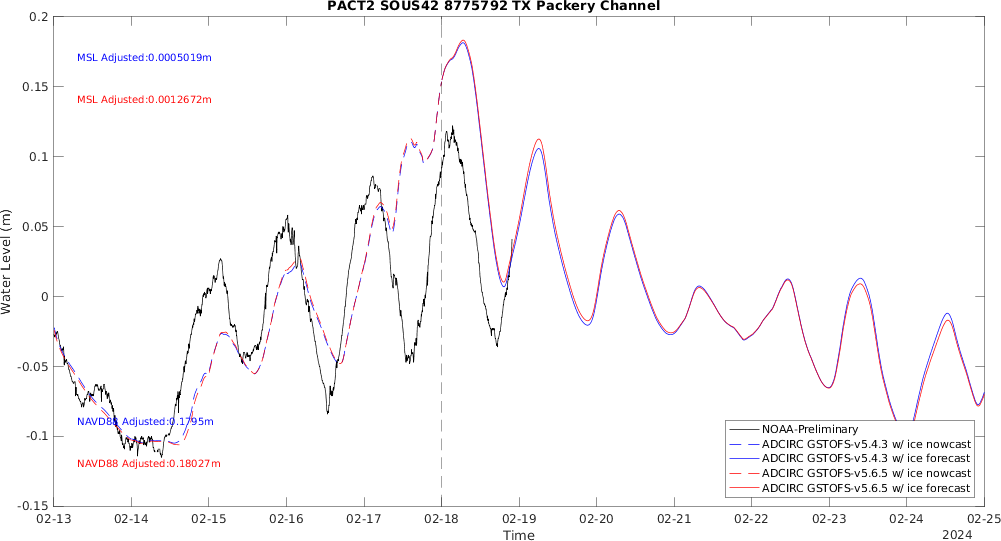 PACT2 SOUS42 8775792 TX Packery Channel
0.2
0.15
0.1
0.05
0
-0.05
-0.1
-0.15
Water Level (m)
MSL Adjusted:0.0005019m
MSL Adjusted:0.0012672m
NAVD88 Adjusted:0.1795m
NAVD88 Adjusted:0.18027m
NOAA-Preliminary
ADCIRC GSTOFS-v5.4.3 w/ ice nowcast
ADCIRC GSTOFS-v5.4.3 w/ ice forecast
ADCIRC GSTOFS-v5.6.5 w/ ice nowcast
ADCIRC GSTOFS-v5.6.5 w/ ice forecast
02-13 02-14 02-15 02-16 02-17 02-18 02-19 02-20 02-21 02-22 02-23 02-24 02-25
Time
2024